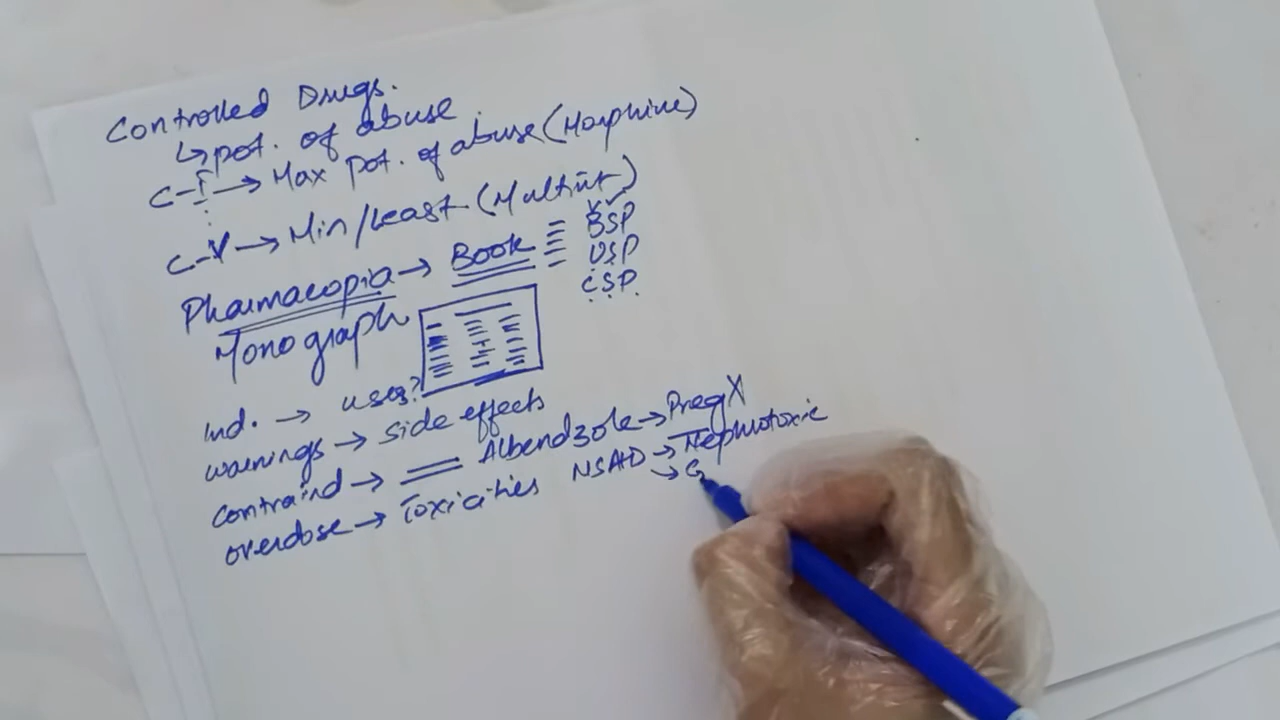 Controlled Drugs.
↳ pot. of abuse
C-I → Max pot. of abuse (Morphine)
C-V → Min/Least (Multivit)
Pharmacopia → Book
BSP
USP
CSP
Monograph
Ind. → uses?
warnings → side effects
contraind → Albendzole → Preg X
overdose → Toxicities NSAID → Nephrotoxic
→ G